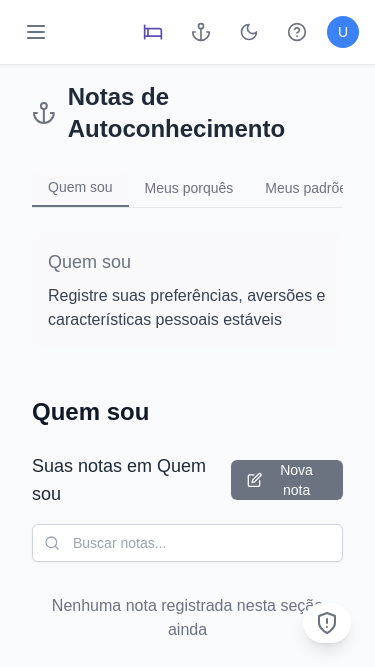 U
Notas de
Autoconhecimento
Quem sou
Meus porquês
Meus padrõe
Quem sou
Registre suas preferências, aversões e
características pessoais estáveis
Quem sou
Suas notas em Quem
sou
Nova
nota
Buscar notas...
Nenhuma nota registrada nesta seção
ainda